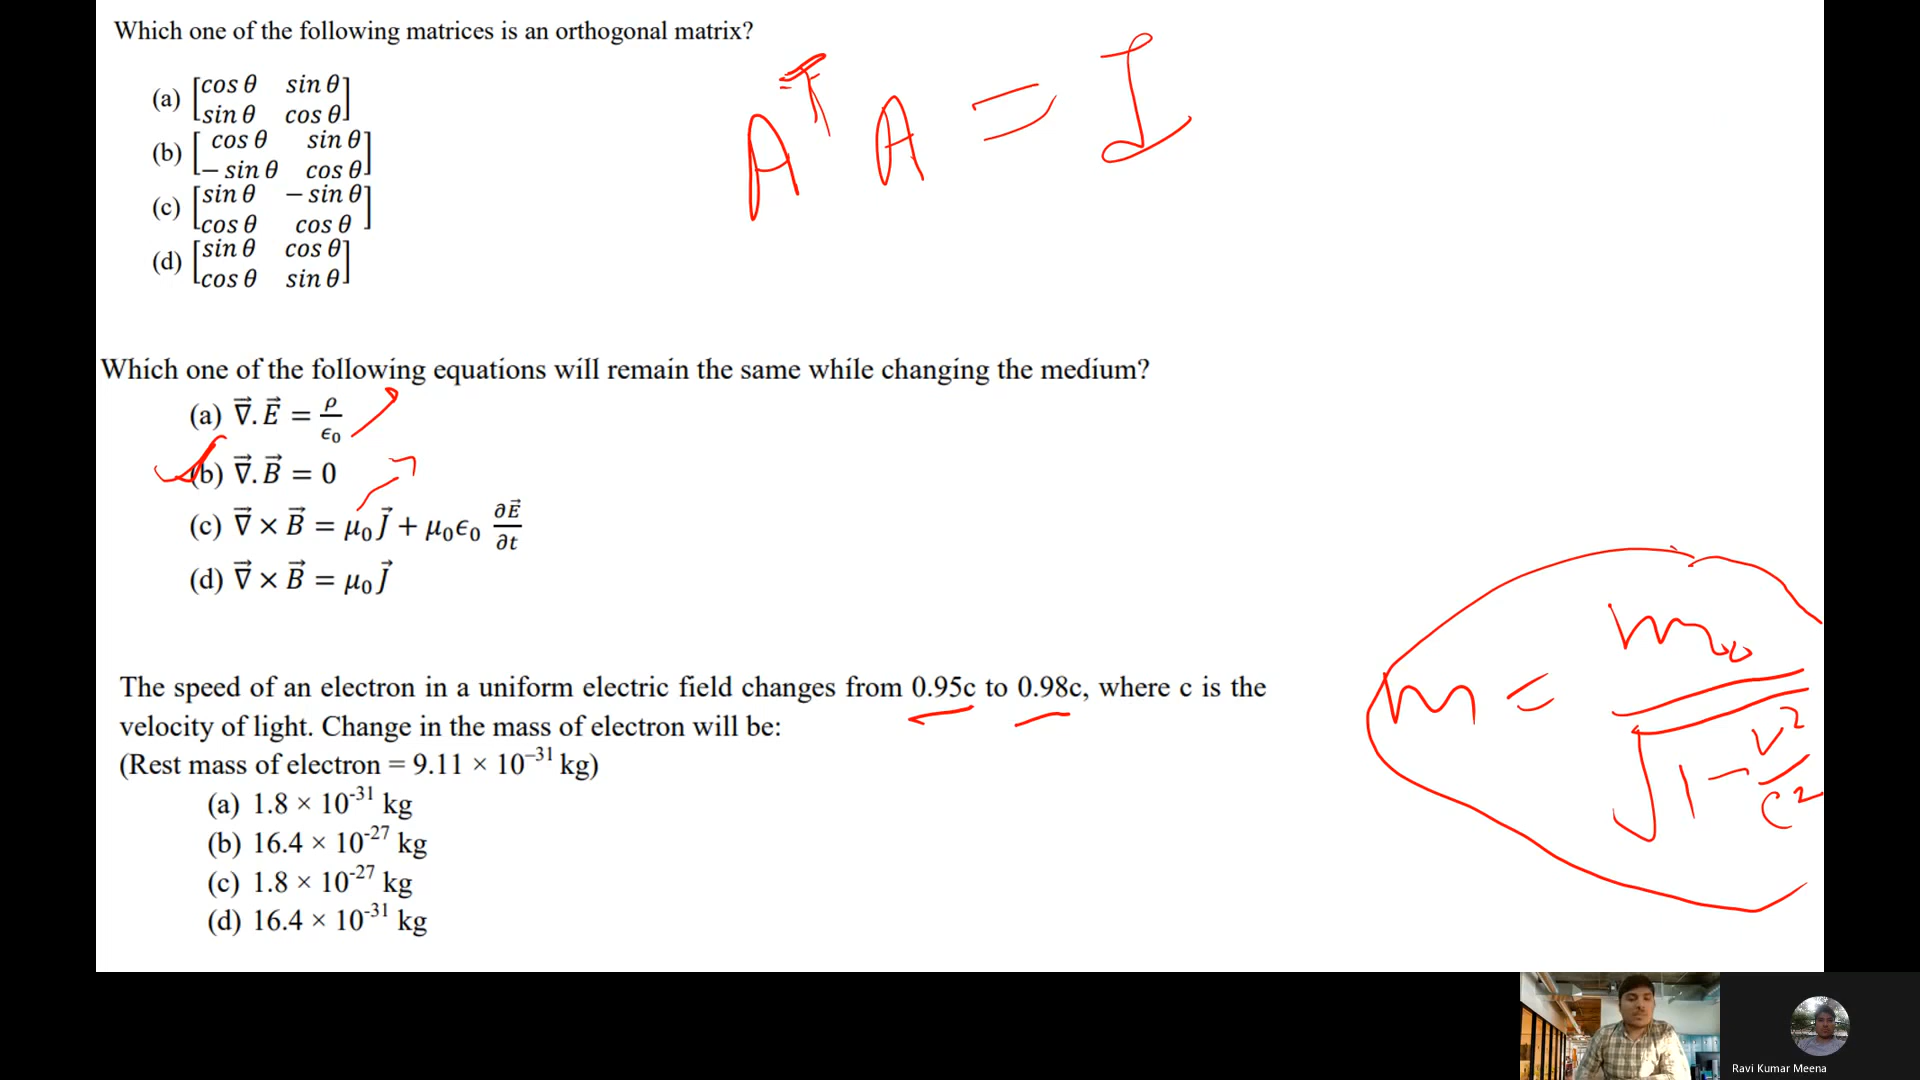 Which one of the following matrices is an orthogonal matrix?
(a) [cos θ sin θ
sin θ cos θ]
(b) [cos θ sin θ
− sin θ cos θ]
(c) [sin θ − sin θ
cos θ cos θ]
(d) [sin θ cos θ
cos θ sin θ]
A^T A = I
Which one of the following equations will remain the same while changing the medium?
(a) ∇⃗. E⃗ = ρ/ϵ₀
(b) ∇⃗. B⃗ = 0
(c) ∇⃗ × B⃗ = μ₀J⃗ + μ₀ϵ₀ ∂E⃗/∂t
(d) ∇⃗ × B⃗ = μ₀J⃗
The speed of an electron in a uniform electric field changes from 0.95c to 0.98c, where c is the
velocity of light. Change in the mass of electron will be:
(Rest mass of electron = 9.11 × 10⁻³¹ kg)
(a) 1.8 × 10⁻³¹ kg
(b) 16.4 × 10⁻²⁷ kg
(c) 1.8 × 10⁻²⁷ kg
(d) 16.4 × 10⁻³¹ kg
m = m₀/√(1 − v²/c²)
Ravi Kumar Meena